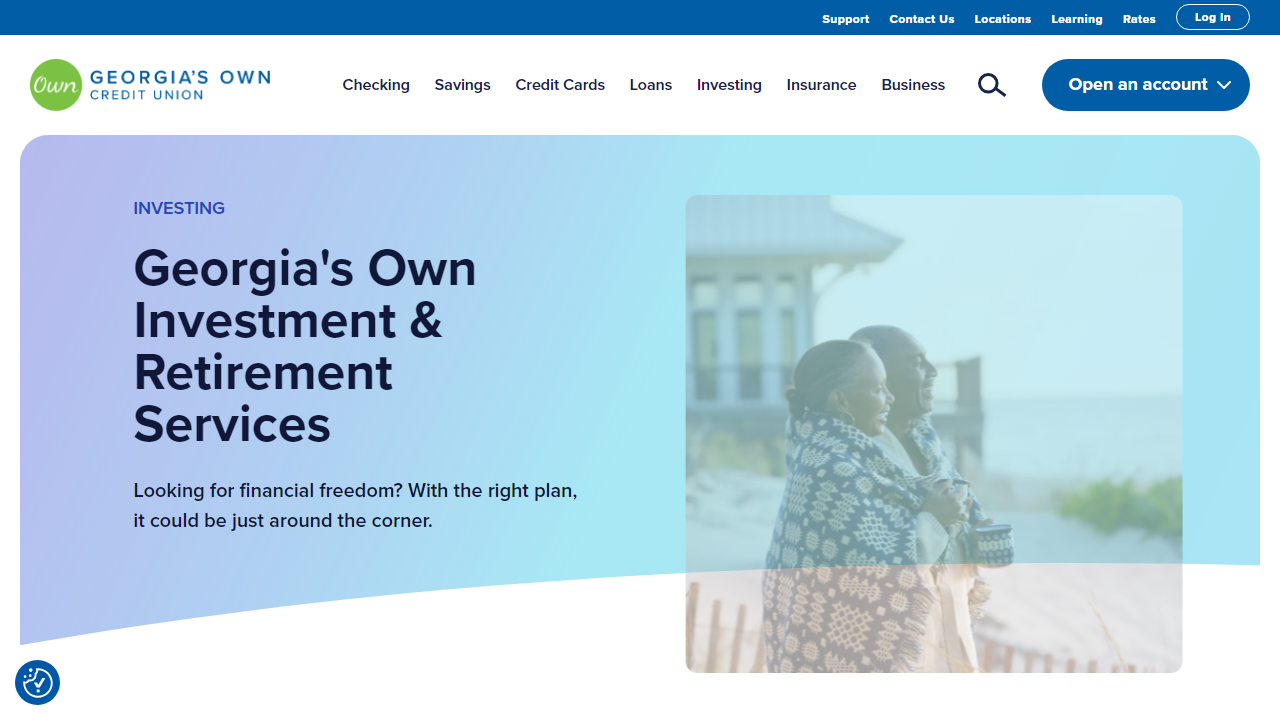 Support Contact Us Locations Learning Rates Log In
Own GEORGIA'S OWN
CREDIT UNION
Checking Savings Credit Cards Loans Investing Insurance Business Open an account
INVESTING
Georgia's Own
Investment &
Retirement
Services
Looking for financial freedom? With the right plan,
it could be just around the corner.